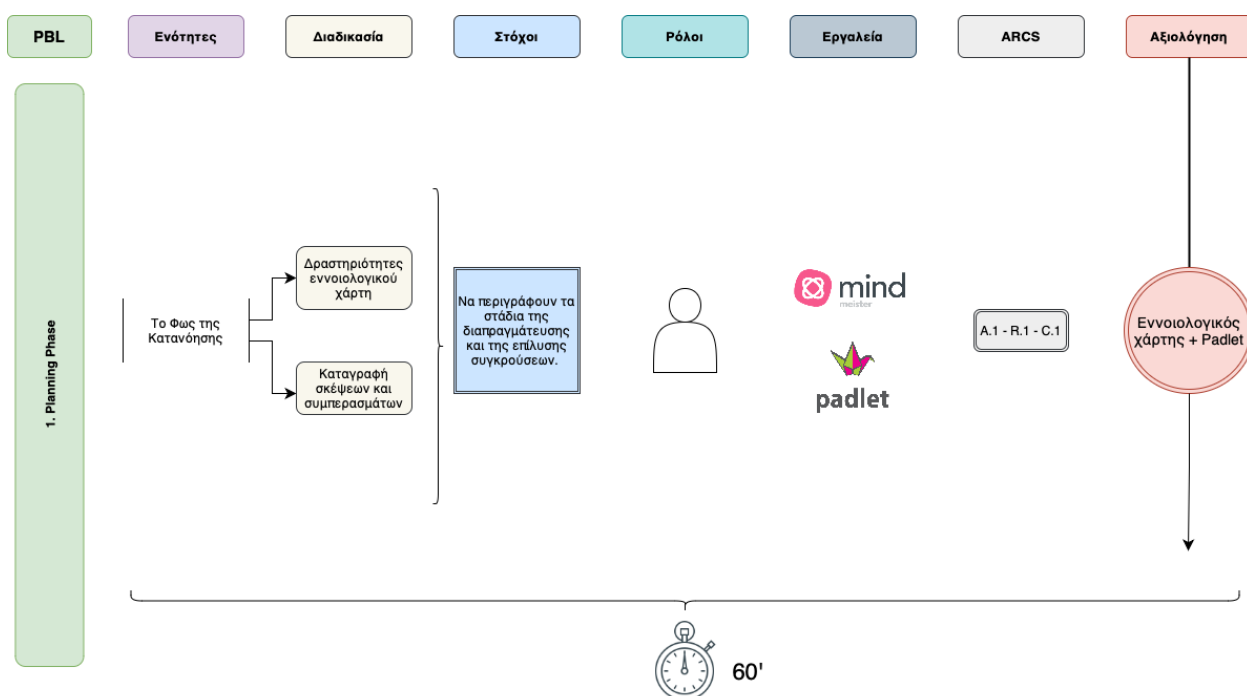 PBL
Ενότητες
Διαδικασία
Στόχοι
Ρόλοι
Εργαλεία
ARCS
Αξιολόγηση
1. Planning Phase
Το Φως της
Κατανόησης
Δραστηριότητες
εννοιολογικού
χάρτη
Καταγραφή
σκέψεων και
συμπερασμάτων
Να περιγράφουν τα
στάδια της
διαπραγμάτευσης
και της επίλυσης
συγκρούσεων.
mind
meister
padlet
A.1 - R.1 - C.1
Εννοιολογικός
χάρτης + Padlet
60'